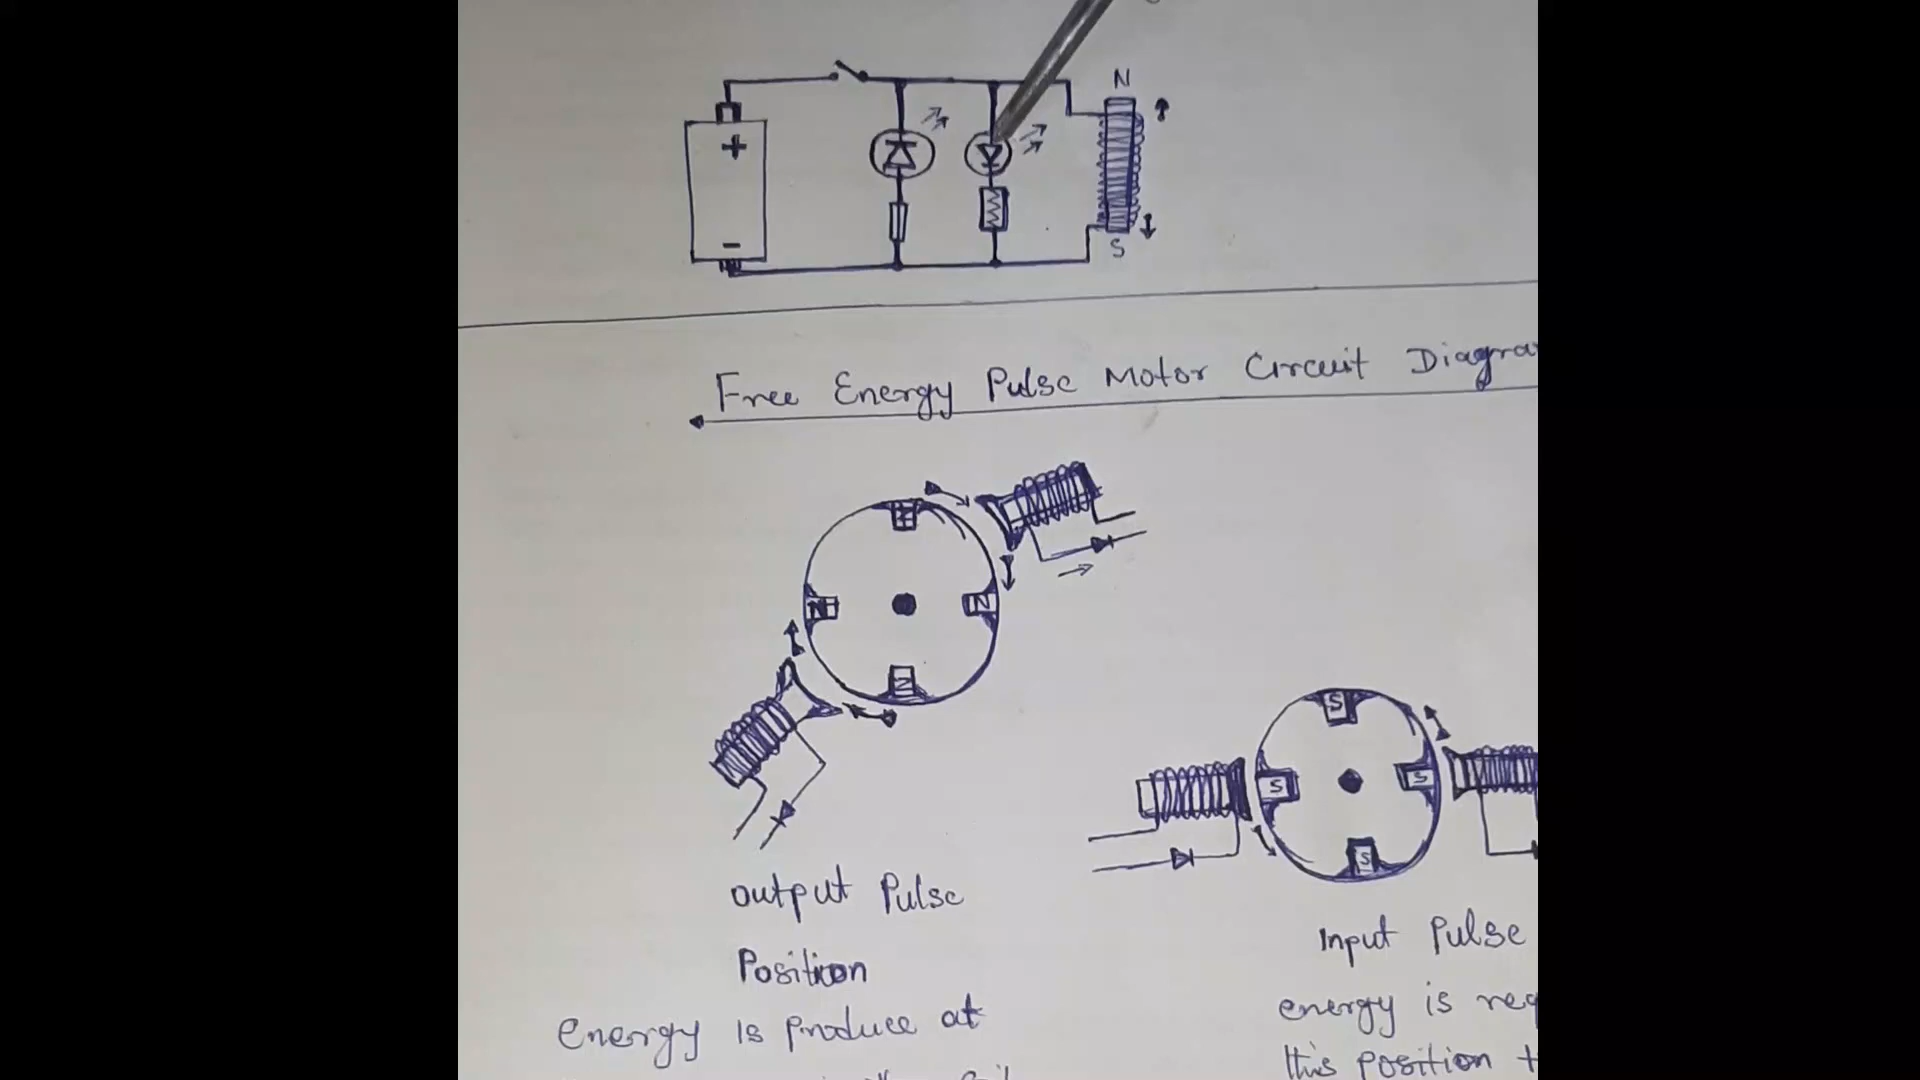 N
+
-
S
Free Energy Pulse Motor Circuit Diagra
N
N
N
N
S
S
S
S
output Pulse
Position
Energy is produce at
Input Pulse
energy is req
this position t